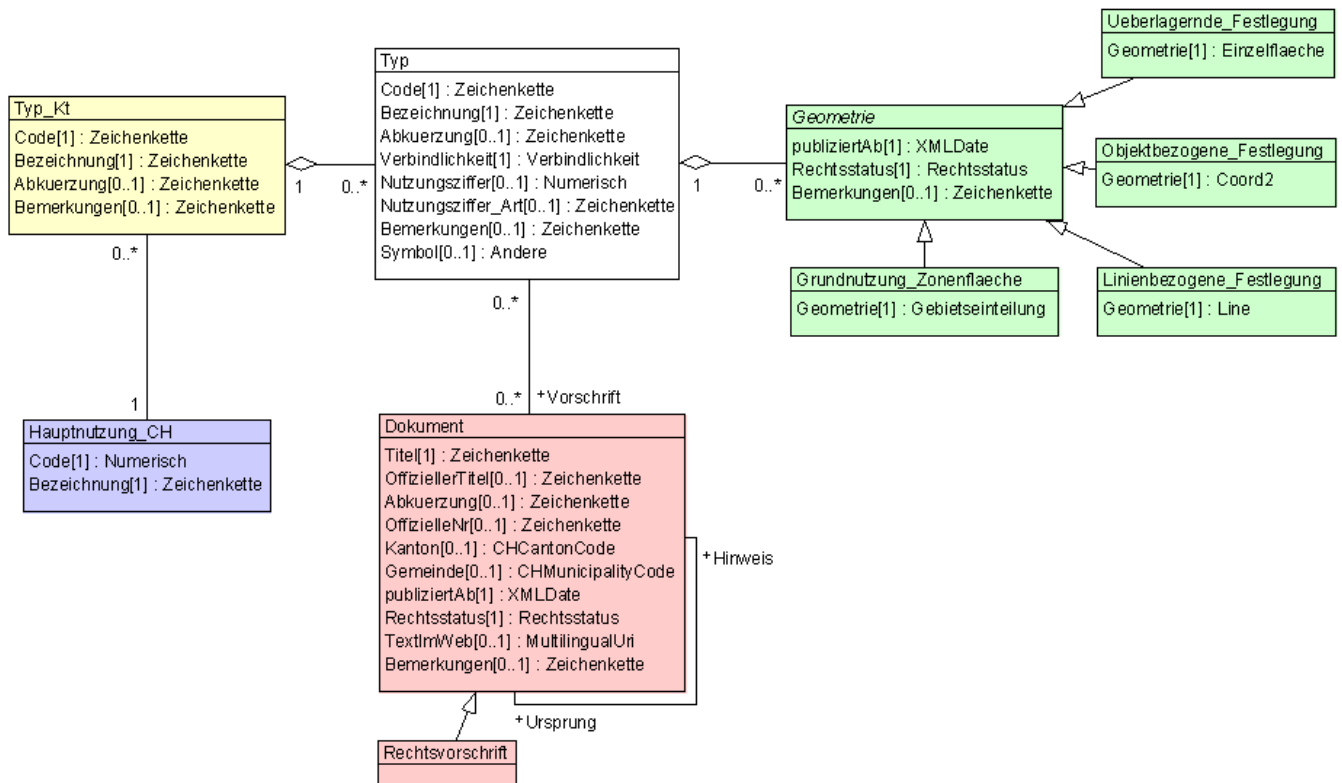 Ueberlagernde_Festlegung
Geometrie[1] : Einzelflaeche
Typ
Code[1] : Zeichenkette
Bezeichnung[1] : Zeichenkette
Abkuerzung[0..1] : Zeichenkette
Verbindlichkeit[1] : Verbindlichkeit
Nutzungsziffer[0..1] : Numerisch
Nutzungsziffer_Art[0..1] : Zeichenkette
Bemerkungen[0..1] : Zeichenkette
Symbol[0..1] : Andere
Typ_Kt
Code[1] : Zeichenkette
Bezeichnung[1] : Zeichenkette
Abkuerzung[0..1] : Zeichenkette
Bemerkungen[0..1] : Zeichenkette
1
0..*
1
0..*
Geometrie
publiziertAb[1] : XMLDate
Rechtsstatus[1] : Rechtsstatus
Bemerkungen[0..1] : Zeichenkette
Objektbezogene_Festlegung
Geometrie[1] : Coord2
Grundnutzung_Zonenflaeche
Geometrie[1] : Gebietseinteilung
Linienbezogene_Festlegung
Geometrie[1] : Line
0..*
1
0..*
0..*
+Vorschrift
Hauptnutzung_CH
Code[1] : Numerisch
Bezeichnung[1] : Zeichenkette
Dokument
Titel[1] : Zeichenkette
OffiziellerTitel[0..1] : Zeichenkette
Abkuerzung[0..1] : Zeichenkette
OffizielleNr[0..1] : Zeichenkette
Kanton[0..1] : CHCantonCode
Gemeinde[0..1] : CHMunicipalityCode
publiziertAb[1] : XMLDate
Rechtsstatus[1] : Rechtsstatus
TextImWeb[0..1] : MultilingualUri
Bemerkungen[0..1] : Zeichenkette
+Hinweis
+Ursprung
Rechtsvorschrift